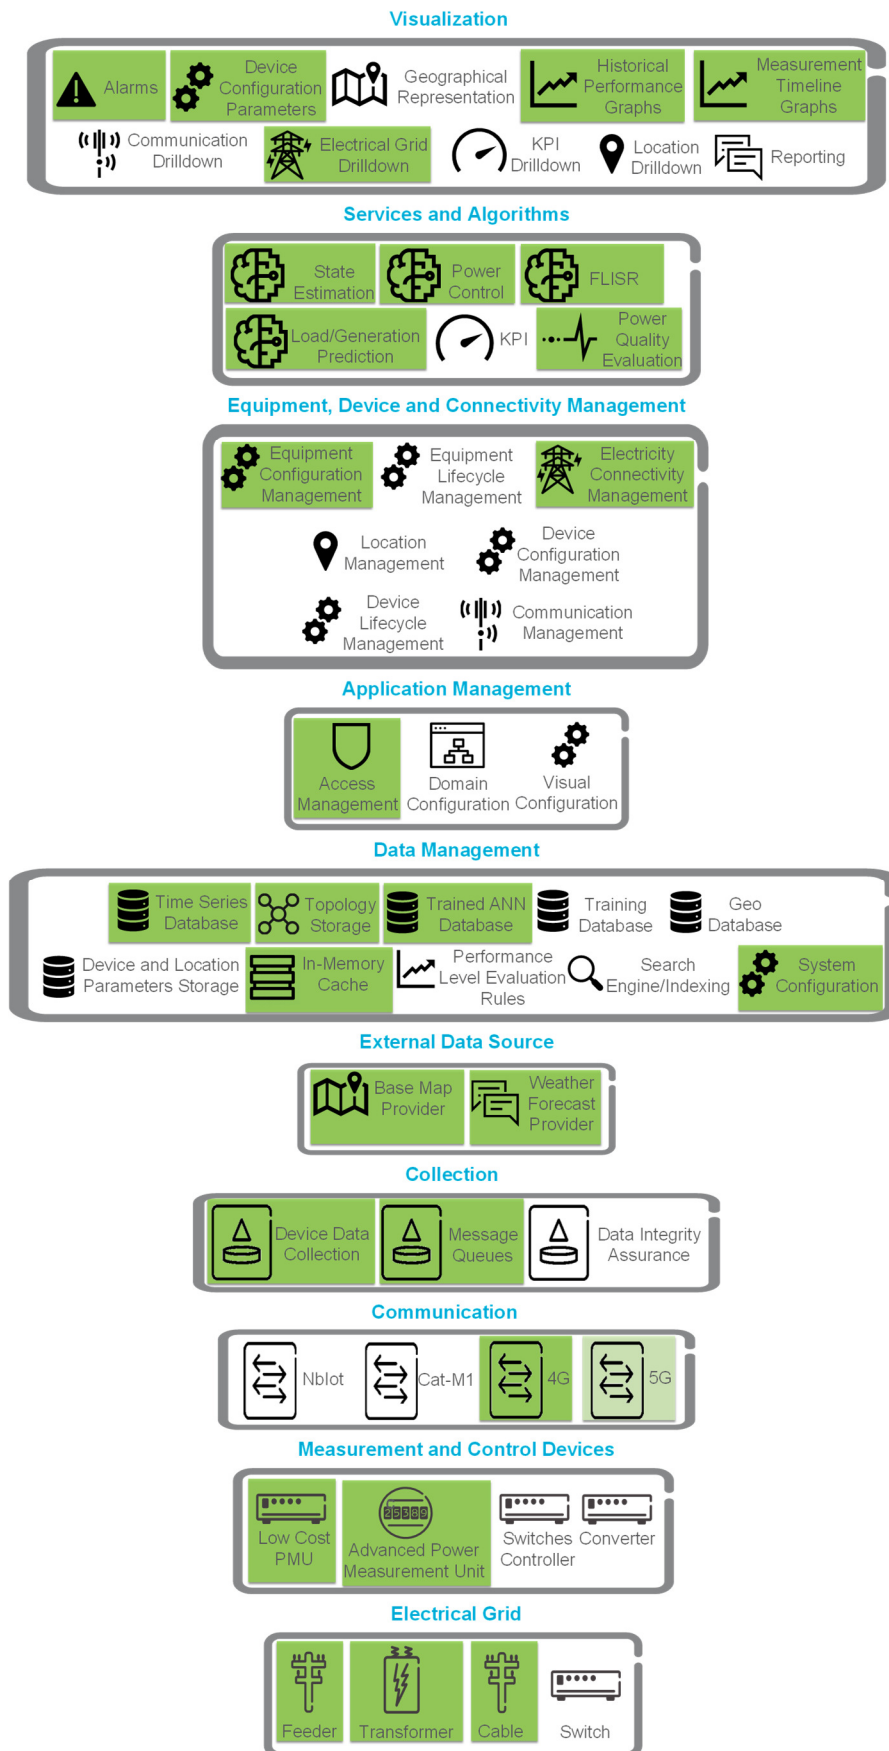 Visualization
Alarms
Device
Configuration
Parameters
Geographical
Representation
Historical
Performance
Graphs
Measurement
Timeline
Graphs
Communication
Drilldown
Electrical Grid
Drilldown
KPI
Drilldown
Location
Drilldown
Reporting
Services and Algorithms
State
Estimation
Power
Control
FLISR
Load/Generation
Prediction
KPI
Power
Quality
Evaluation
Equipment, Device and Connectivity Management
Equipment
Configuration
Management
Equipment
Lifecycle
Management
Electricity
Connectivity
Management
Location
Management
Device
Configuration
Management
Device
Lifecycle
Management
Communication
Management
Application Management
Access
Management
Domain
Configuration
Visual
Configuration
Data Management
Time Series
Database
Topology
Storage
Trained ANN
Database
Training
Database
Geo
Database
Device and Location
Parameters Storage
In-Memory
Cache
Performance
Level Evaluation
Rules
Search
Engine/Indexing
System
Configuration
External Data Source
Base Map
Provider
Weather
Forecast
Provider
Collection
Device Data
Collection
Message
Queues
Data Integrity
Assurance
Communication
NbIot
Cat-M1
4G
5G
Measurement and Control Devices
Low Cost
PMU
25389
Advanced Power
Measurement Unit
Switches
Controller
Converter
Electrical Grid
Feeder
Transformer
Cable
Switch